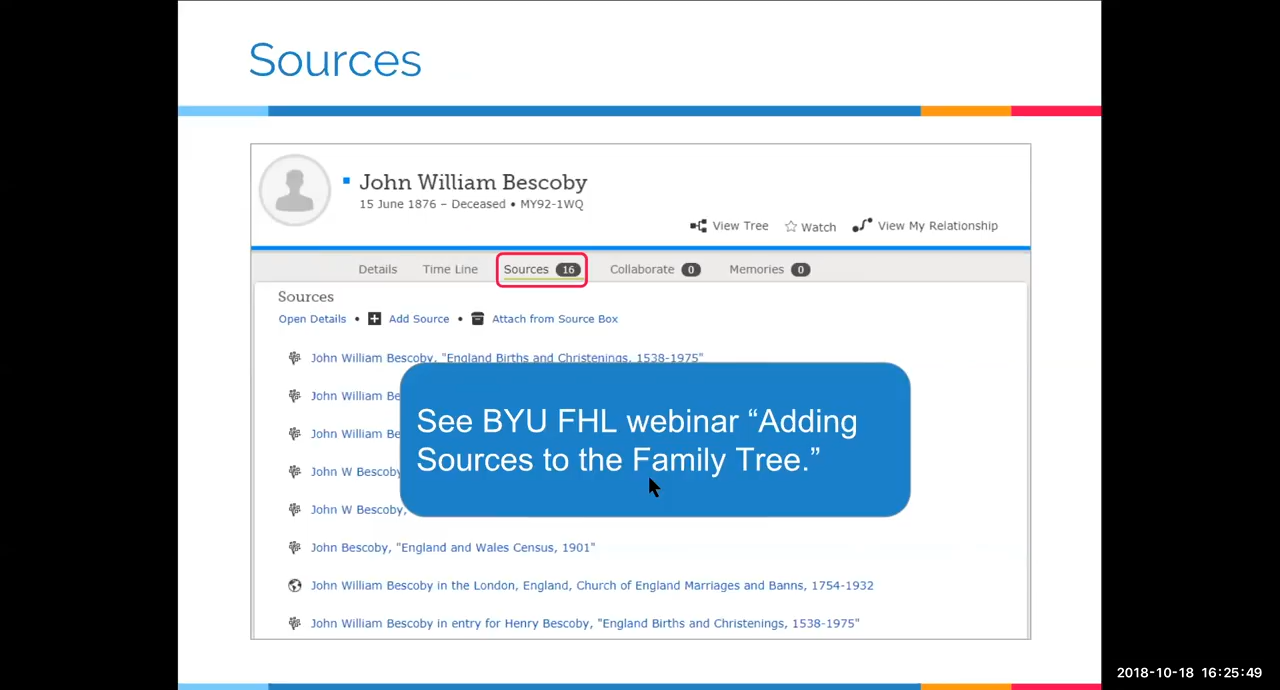 Sources
John William Bescoby
15 June 1876 – Deceased • MY92-1WQ
View Tree Watch View My Relationship
Details Time Line Sources 16 Collaborate 0 Memories 0
Sources
Open Details • Add Source • Attach from Source Box
John William Bescoby, "England Births and Christenings, 1538-1975"
John William Be
John William Be
John W Bescoby
John W Bescoby,
See BYU FHL webinar “Adding
Sources to the Family Tree.”
John Bescoby, "England and Wales Census, 1901"
John William Bescoby in the London, England, Church of England Marriages and Banns, 1754-1932
John William Bescoby in entry for Henry Bescoby, "England Births and Christenings, 1538-1975"
2018-10-18 16:25:49